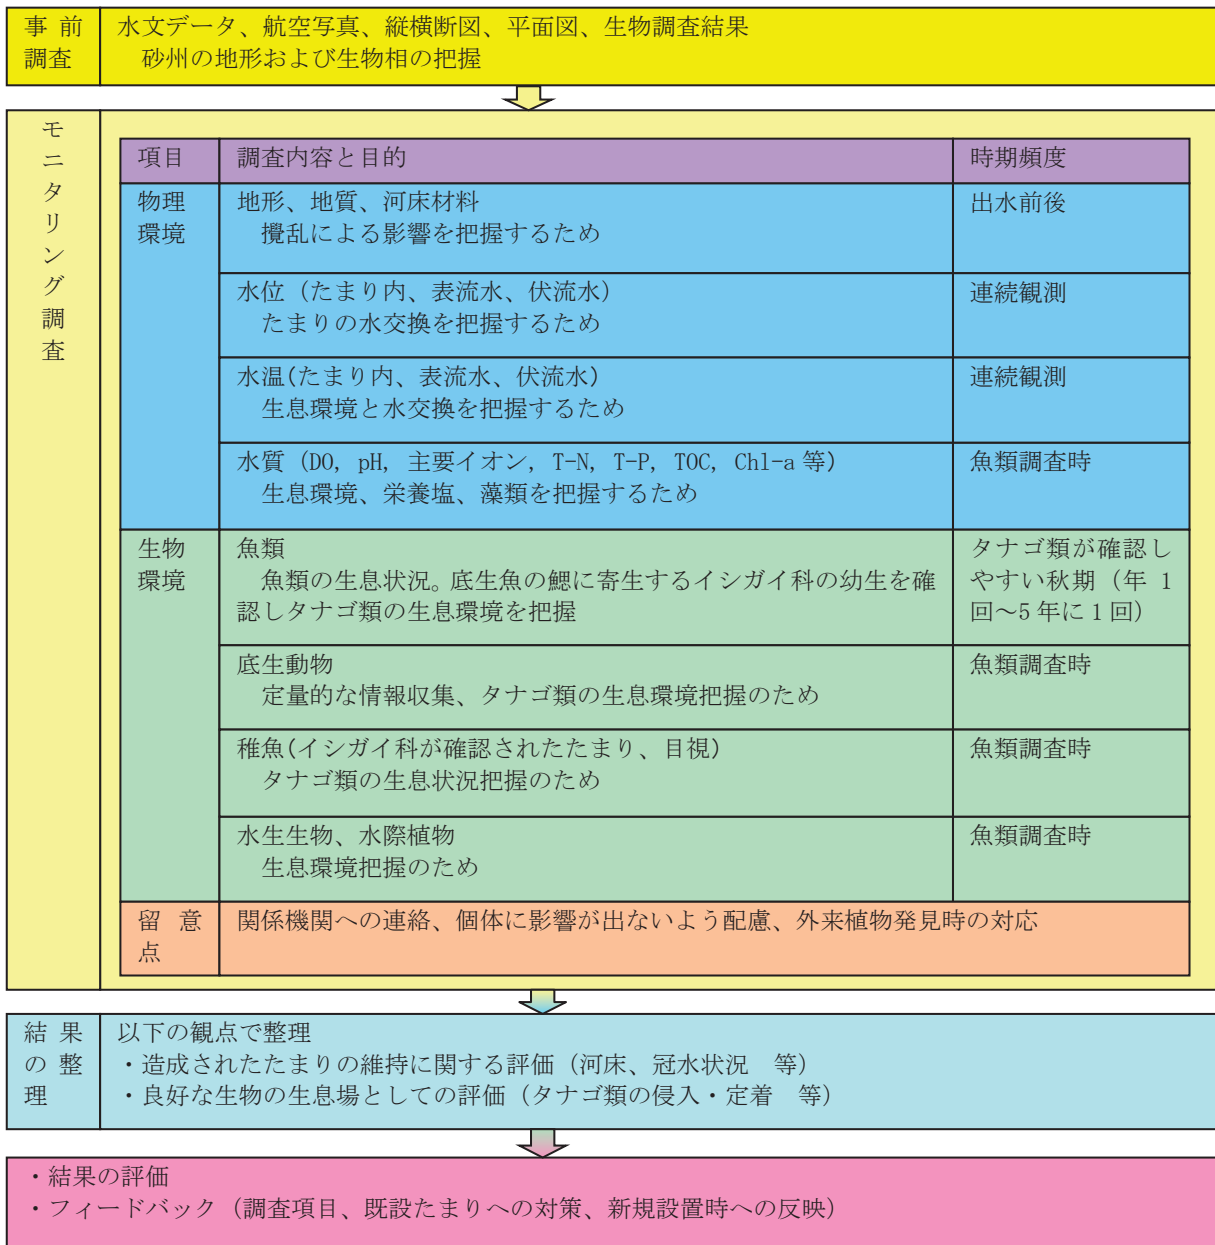 事前
調査
水文データ、航空写真、縦横断図、平面図、生物調査結果
砂州の地形および生物相の把握
モニタリング調査
項目
調査内容と目的
時期頻度
物理
環境
地形、地質、河床材料
攪乱による影響を把握するため
出水前後
水位（たまり内、表流水、伏流水）
たまりの水交換を把握するため
連続観測
水温(たまり内、表流水、伏流水）
生息環境と水交換を把握するため
連続観測
水質（DO, pH, 主要イオン, T-N, T-P, TOC, Chl-a 等）
生息環境、栄養塩、藻類を把握するため
魚類調査時
生物
環境
魚類
魚類の生息状況。底生魚の鰓に寄生するイシガイ科の幼生を確
認しタナゴ類の生息環境を把握
タナゴ類が確認し
やすい秋期（年 1
回～5 年に 1 回）
底生動物
定量的な情報収集、タナゴ類の生息環境把握のため
魚類調査時
稚魚(イシガイ科が確認されたたまり、目視)
タナゴ類の生息状況把握のため
魚類調査時
水生生物、水際植物
生息環境把握のため
魚類調査時
留意
点
関係機関への連絡、個体に影響が出ないよう配慮、外来植物発見時の対応
結果
の整
理
以下の観点で整理
・造成されたたまりの維持に関する評価（河床、冠水状況　等）
・良好な生物の生息場としての評価（タナゴ類の侵入・定着　等）
・結果の評価
・フィードバック（調査項目、既設たまりへの対策、新規設置時への反映）